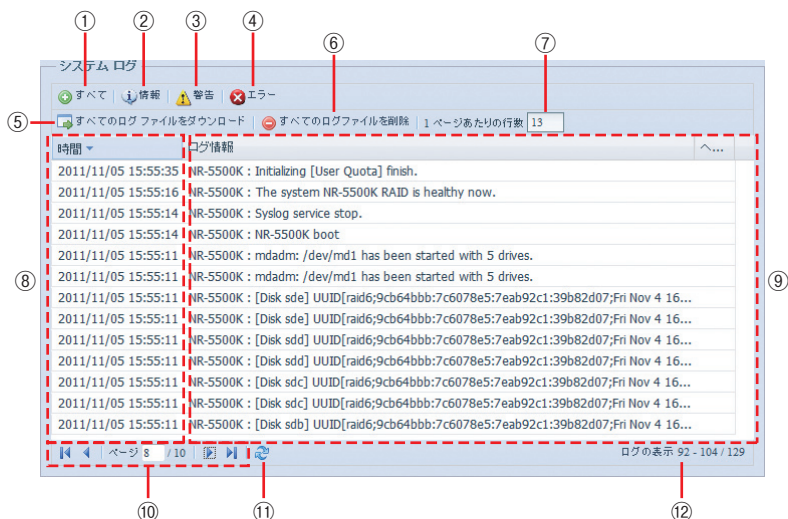 ① ② ③ ④ ⑥ ⑦
システム ログ
すべて 情報 警告 エラー
⑤ すべてのログ ファイルをダウンロード すべてのログファイルを削除 1 ページあたりの行数 13
時間 ログ情報 へ...
2011/11/05 15:55:35 NR-5500K : Initializing [User Quota] finish.
2011/11/05 15:55:16 NR-5500K : The system NR-5500K RAID is healthy now.
2011/11/05 15:55:14 NR-5500K : Syslog service stop.
2011/11/05 15:55:14 NR-5500K : NR-5500K boot
2011/11/05 15:55:11 NR-5500K : mdadm: /dev/md1 has been started with 5 drives.
2011/11/05 15:55:11 NR-5500K : mdadm: /dev/md1 has been started with 5 drives.
⑧ ⑨
2011/11/05 15:55:11 NR-5500K : [Disk sde] UUID[raid6;9cb64bbb:7c6078e5:7eab92c1:39b82d07;Fri Nov 4 16...
2011/11/05 15:55:11 NR-5500K : [Disk sde] UUID[raid6;9cb64bbb:7c6078e5:7eab92c1:39b82d07;Fri Nov 4 16...
2011/11/05 15:55:11 NR-5500K : [Disk sdd] UUID[raid6;9cb64bbb:7c6078e5:7eab92c1:39b82d07;Fri Nov 4 16...
2011/11/05 15:55:11 NR-5500K : [Disk sdd] UUID[raid6;9cb64bbb:7c6078e5:7eab92c1:39b82d07;Fri Nov 4 16...
2011/11/05 15:55:11 NR-5500K : [Disk sdc] UUID[raid6;9cb64bbb:7c6078e5:7eab92c1:39b82d07;Fri Nov 4 16...
2011/11/05 15:55:11 NR-5500K : [Disk sdc] UUID[raid6;9cb64bbb:7c6078e5:7eab92c1:39b82d07;Fri Nov 4 16...
2011/11/05 15:55:11 NR-5500K : [Disk sdb] UUID[raid6;9cb64bbb:7c6078e5:7eab92c1:39b82d07;Fri Nov 4 16...
ページ 8 / 10 ログの表示 92 - 104 / 129
⑩ ⑪ ⑫